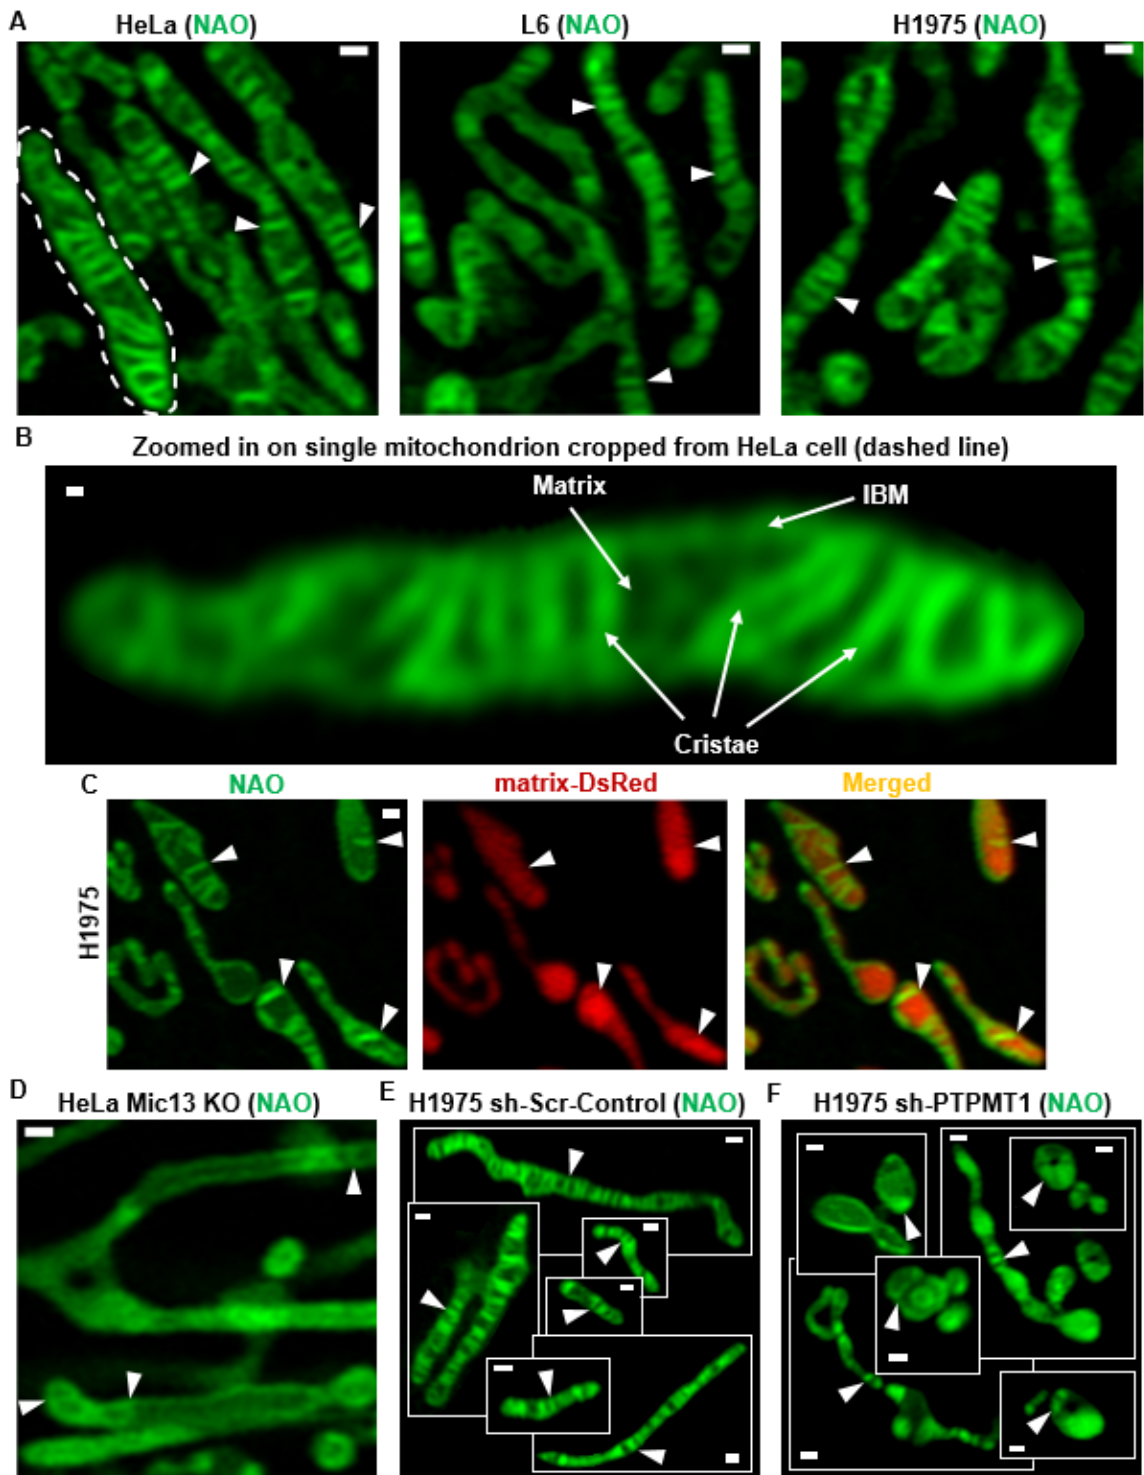 A
HeLa (NAO)
L6 (NAO)
H1975 (NAO)
B
Zoomed in on single mitochondrion cropped from HeLa cell (dashed line)
Matrix
IBM
Cristae
C
NAO
matrix-DsRed
Merged
H1975
D
HeLa Mic13 KO (NAO)
E
H1975 sh-Scr-Control (NAO)
F
H1975 sh-PTPMT1 (NAO)